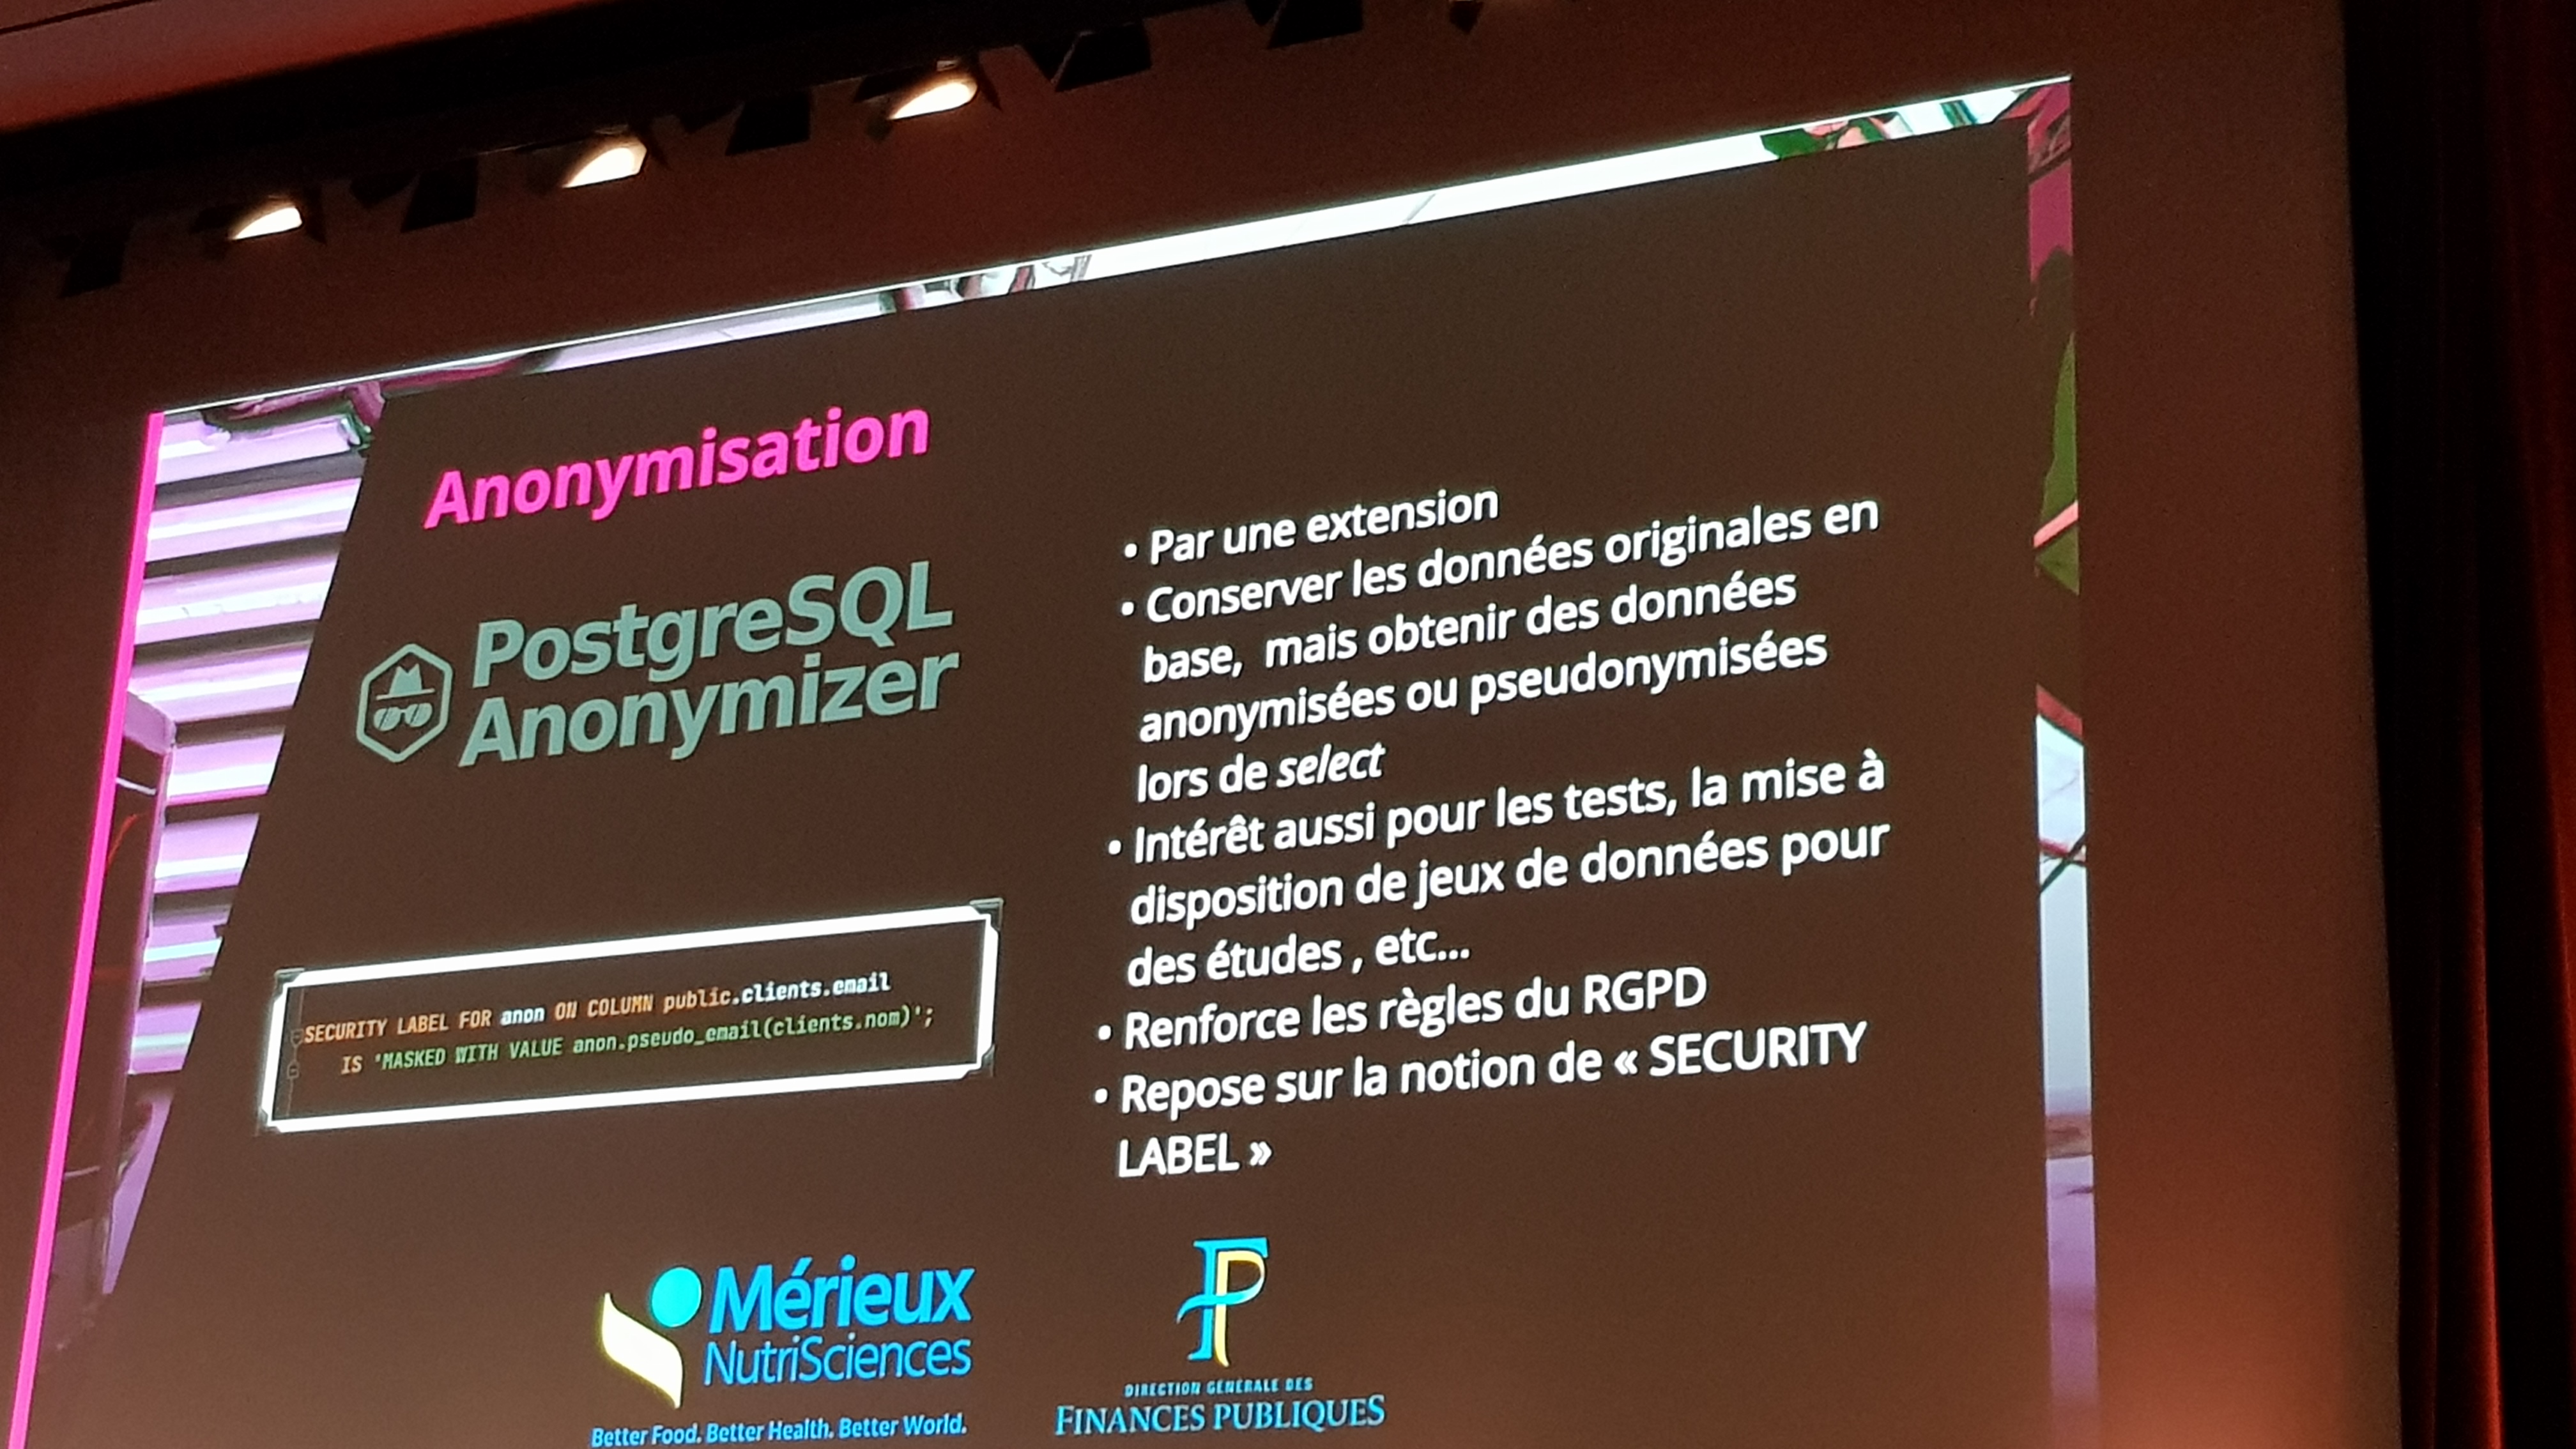 Anonymisation
PostgreSQL
Anonymizer
SECURITY LABEL FOR anon ON COLUMN public.clients.email
IS 'MASKED WITH VALUE anon.pseudo_email(clients.nom)';
• Par une extension
• Conserver les données originales en
base, mais obtenir des données
anonymisées ou pseudonymisées
lors de select
• Intérêt aussi pour les tests, la mise à
disposition de jeux de données pour
des études , etc...
• Renforce les règles du RGPD
• Repose sur la notion de « SECURITY
LABEL »
Mérieux
NutriSciences
Better Food. Better Health. Better World.
DIRECTION GÉNÉRALE DES
FINANCES PUBLIQUES